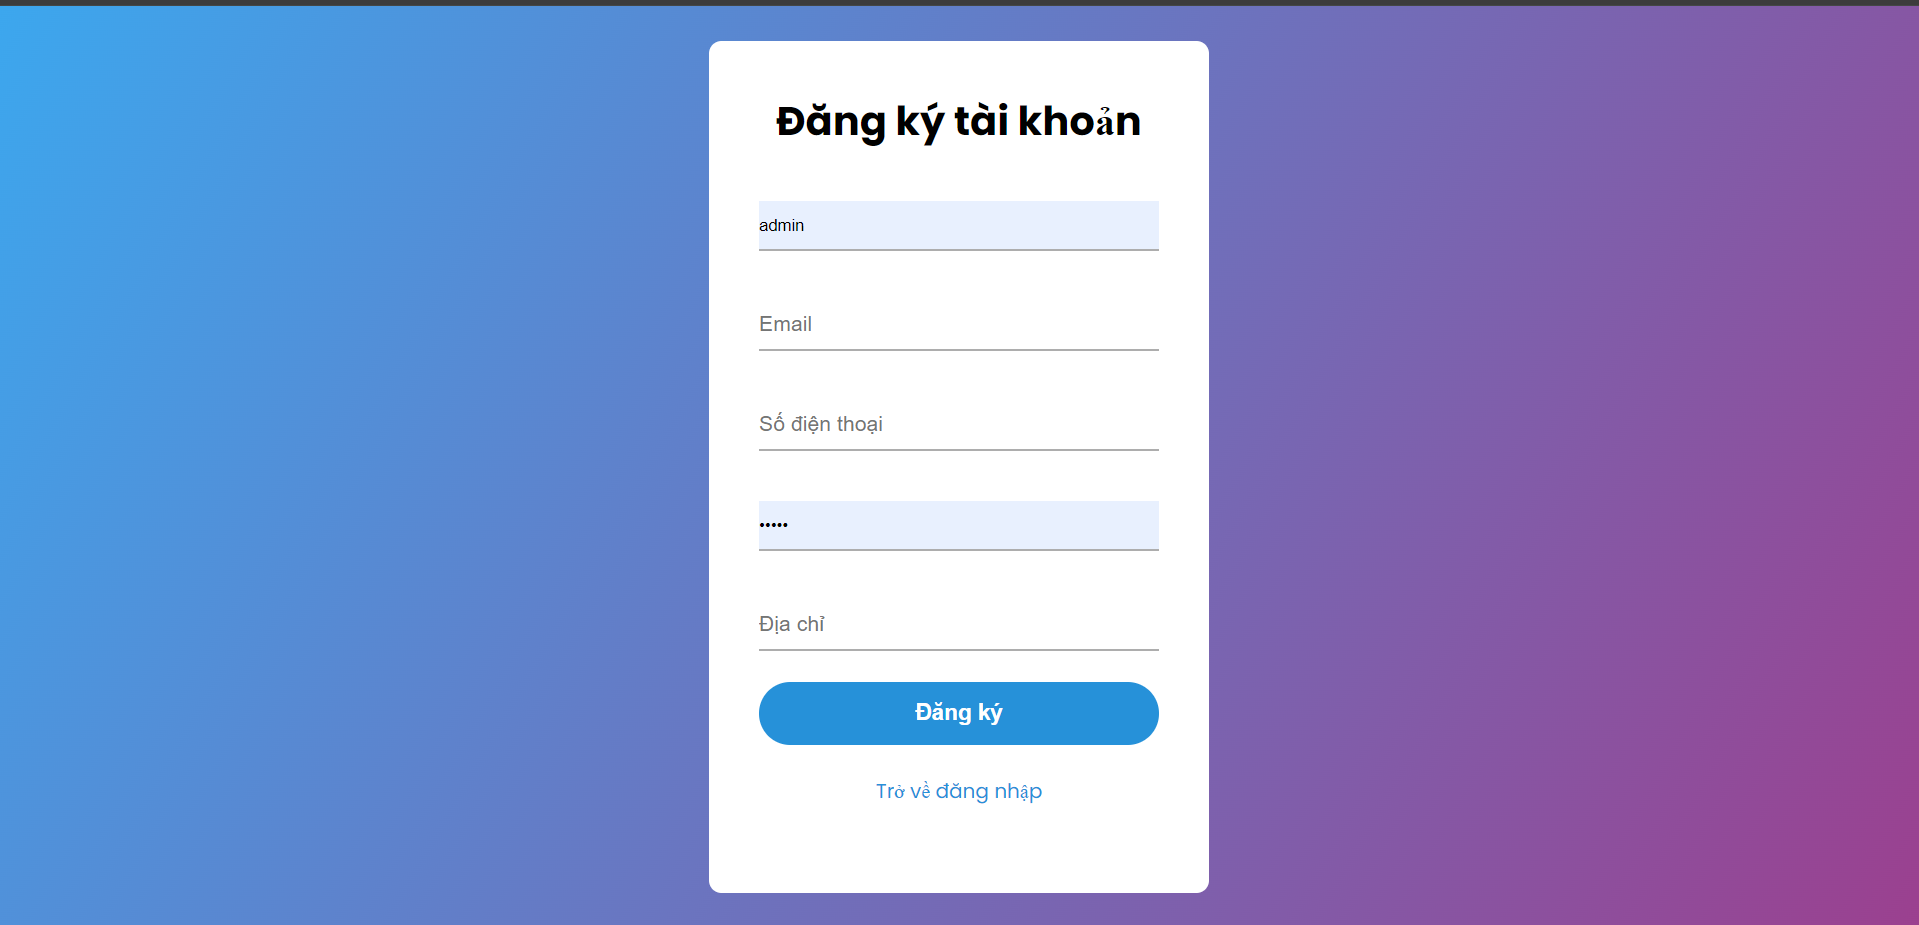 Đăng ký tài khoản
admin
Email
Số điện thoại
•••••
Địa chỉ
Đăng ký
Trở về đăng nhập